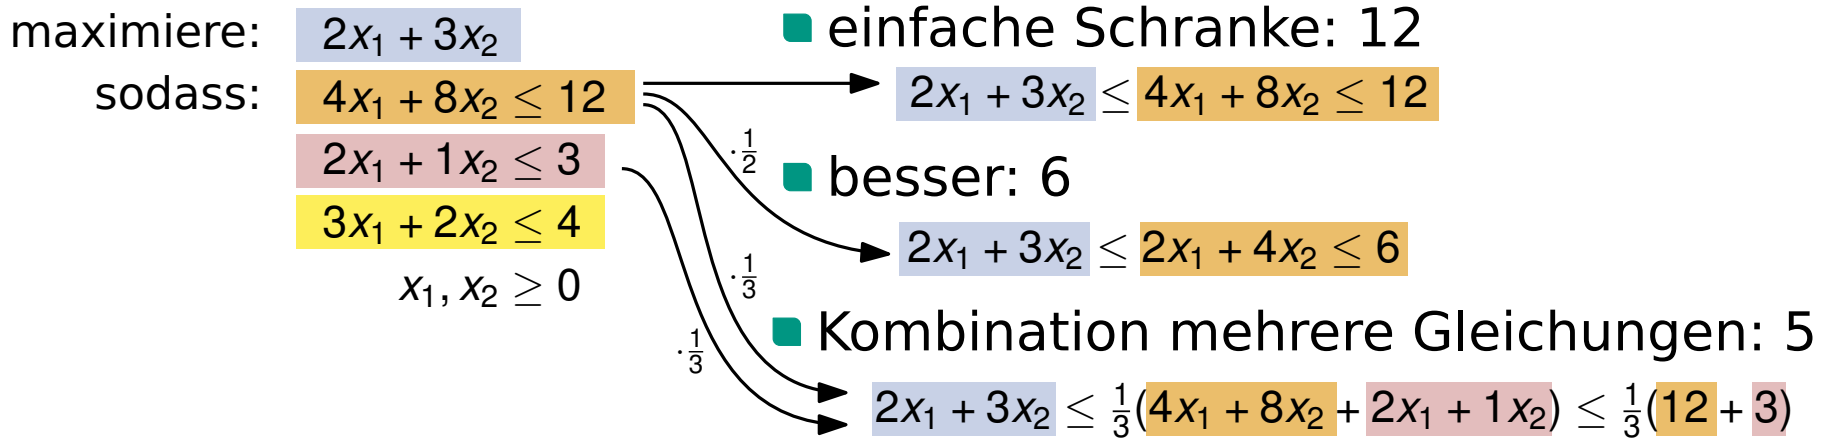 maximiere: 2x₁ + 3x₂
sodass: 4x₁ + 8x₂ ≤ 12
2x₁ + 1x₂ ≤ 3
3x₁ + 2x₂ ≤ 4
x₁, x₂ ≥ 0
einfache Schranke: 12
2x₁ + 3x₂ ≤ 4x₁ + 8x₂ ≤ 12
·1/2
besser: 6
2x₁ + 3x₂ ≤ 2x₁ + 4x₂ ≤ 6
·1/3
·1/3
Kombination mehrere Gleichungen: 5
2x₁ + 3x₂ ≤ 1/3(4x₁ + 8x₂ + 2x₁ + 1x₂) ≤ 1/3(12 + 3)